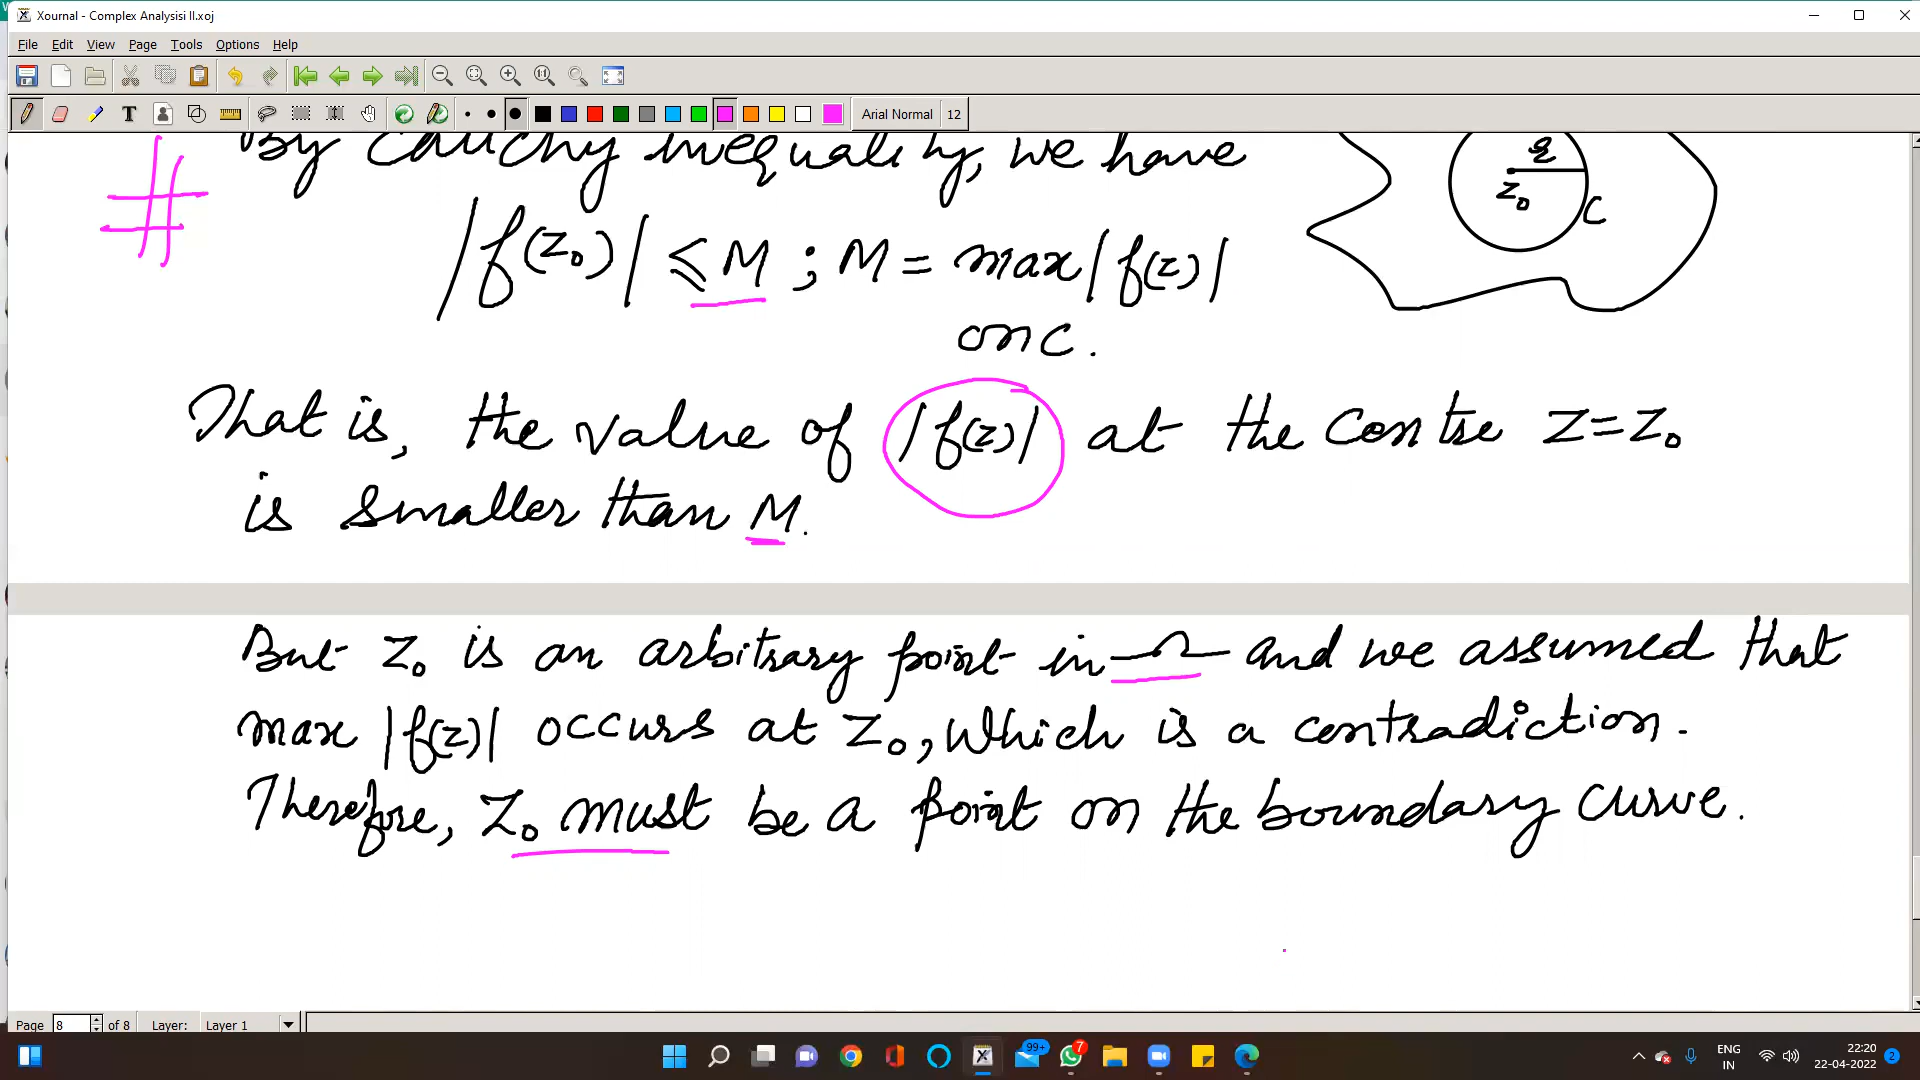 Xournal - Complex Analysisi II.xoj
File Edit View Page Tools Options Help
Arial Normal 12
By Cauchy inequality, we have
|f(z₀)| ≤ M ; M = max |f(z)|
on C.
r
z₀
C
That is, the value of |f(z)| at the centre z=z₀
is smaller than M.
But z₀ is an arbitrary point in Ω and we assumed that
max |f(z)| occurs at z₀, which is a contradiction.
Therefore, z₀ must be a point on the boundary curve.
Page 8 of 8 Layer: Layer 1
99+
7
ENG
IN
22:20
22-04-2022
2